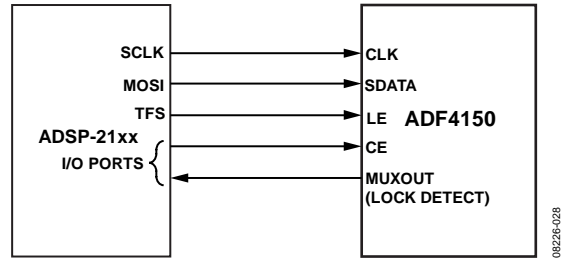 SCLK
CLK
MOSI
SDATA
TFS
LE
ADF4150
ADSP-21xx
I/O PORTS
CE
MUXOUT
(LOCK DETECT)
08226-028